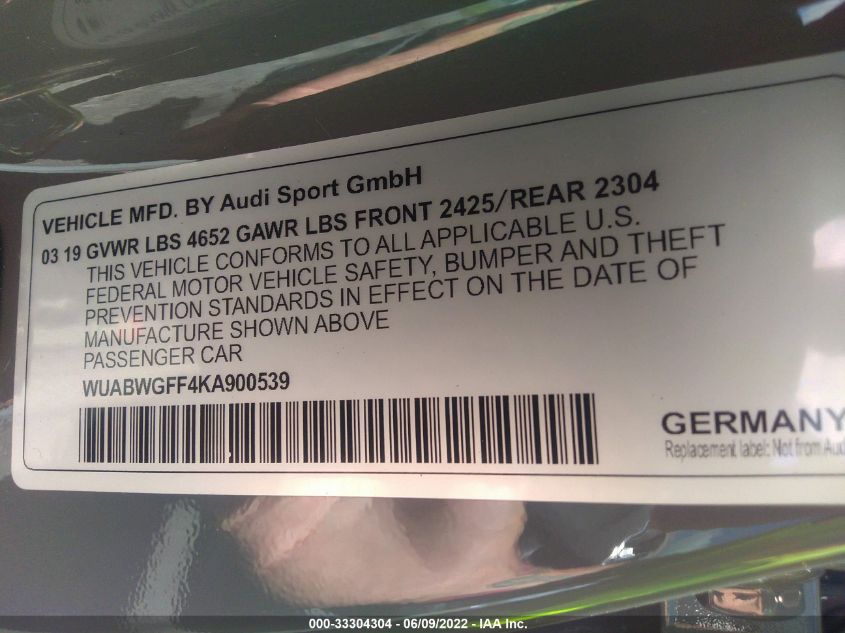 VEHICLE MFD. BY Audi Sport GmbH
03 19 GVWR LBS 4652 GAWR LBS FRONT 2425/REAR 2304
THIS VEHICLE CONFORMS TO ALL APPLICABLE U.S.
FEDERAL MOTOR VEHICLE SAFETY, BUMPER AND THEFT
PREVENTION STANDARDS IN EFFECT ON THE DATE OF
MANUFACTURE SHOWN ABOVE
PASSENGER CAR
WUABWGFF4KA900539
GERMANY
Replacement label: Not from Audi
000-33304304 - 06/09/2022 - IAA Inc.